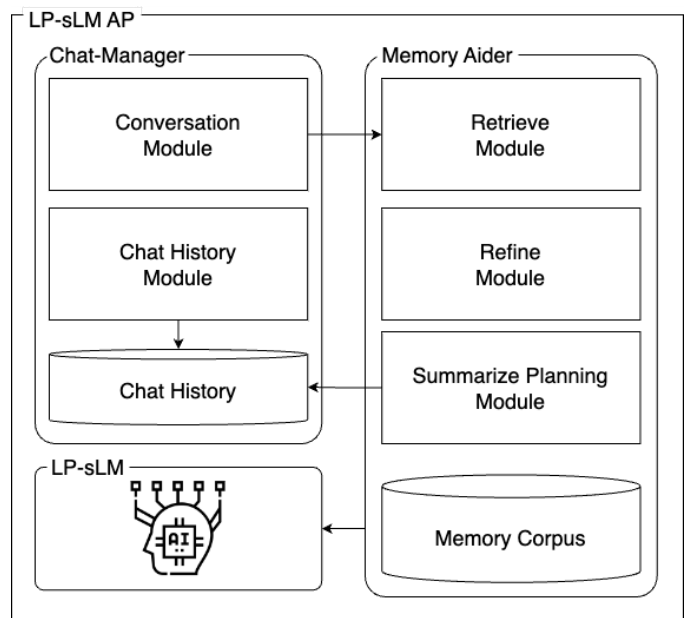 LP-sLM AP
Chat-Manager
Conversation
Module
Chat History
Module
Chat History
LP-sLM
AI
Memory Aider
Retrieve
Module
Refine
Module
Summarize Planning
Module
Memory Corpus